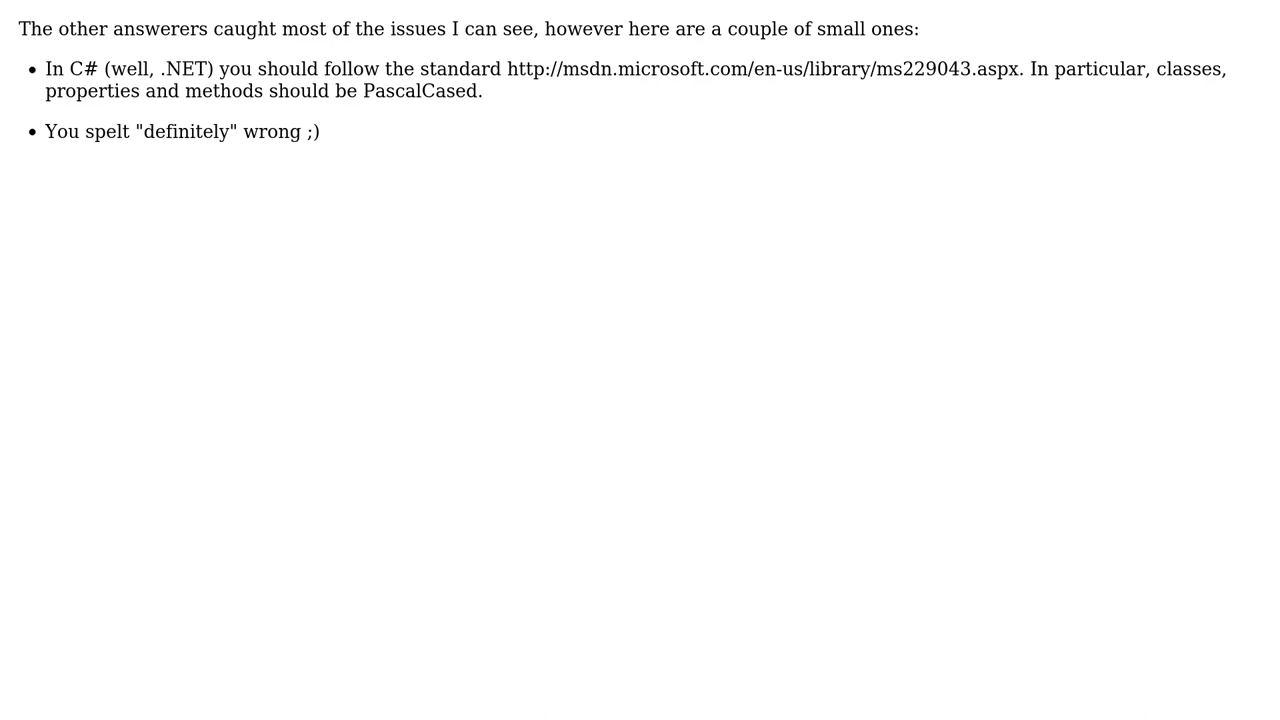 The other answerers caught most of the issues I can see, however here are a couple of small ones:
• In C# (well, .NET) you should follow the standard http://msdn.microsoft.com/en-us/library/ms229043.aspx. In particular, classes,
properties and methods should be PascalCased.
• You spelt "definitely" wrong ;)